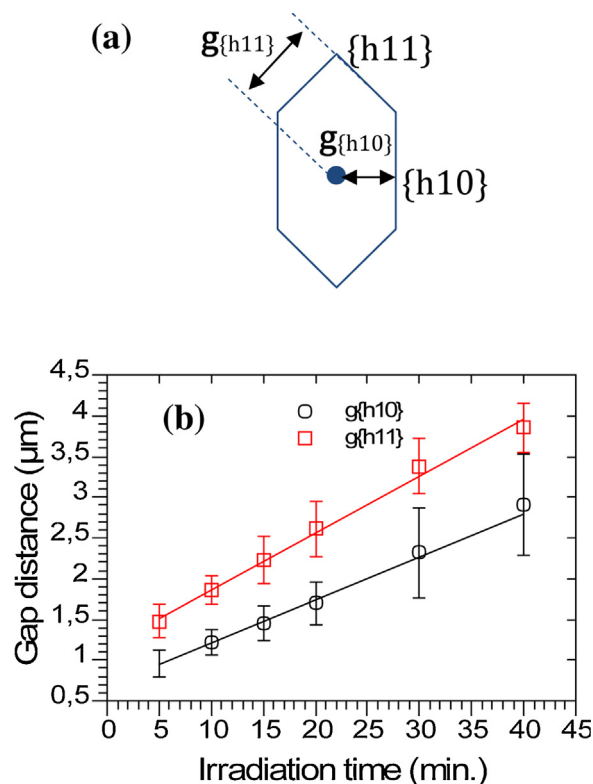 (a)
g{h11}
{h11}
g{h10}
{h10}
4,5
4
3,5
3
2,5
2
1,5
1
0,5
Gap distance (µm)
(b)
g{h10}
g{h11}
0 5 10 15 20 25 30 35 40 45
Irradiation time (min.)